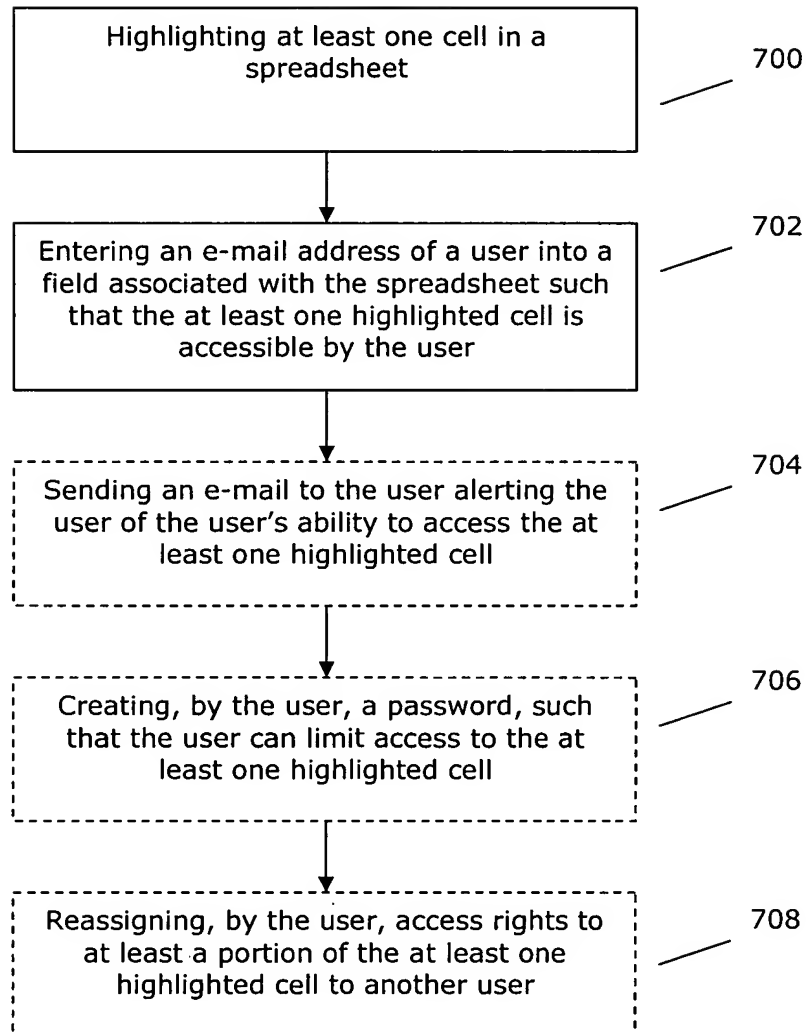 Highlighting at least one cell in a
spreadsheet
700
Entering an e-mail address of a user into a
field associated with the spreadsheet such
that the at least one highlighted cell is
accessible by the user
702
Sending an e-mail to the user alerting the
user of the user's ability to access the at
least one highlighted cell
704
Creating, by the user, a password, such
that the user can limit access to the at
least one highlighted cell
706
Reassigning, by the user, access rights to
at least a portion of the at least one
highlighted cell to another user
708